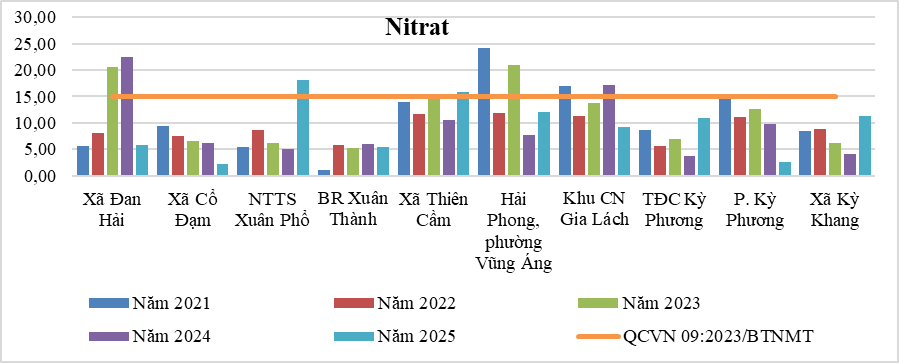 Nitrat
30,00
25,00
20,00
15,00
10,00
5,00
0,00
Xã Đan
Hải
Xã Cổ
Đạm
NTTS
Xuân Phổ
BR Xuân
Thành
Xã Thiên
Cầm
Hải
Phong,
phường
Vũng Áng
Khu CN
Gia Lách
TĐC Kỳ
Phương
P. Kỳ
Phương
Xã Kỳ
Khang
Năm 2021
Năm 2022
Năm 2023
Năm 2024
Năm 2025
QCVN 09:2023/BTNMT